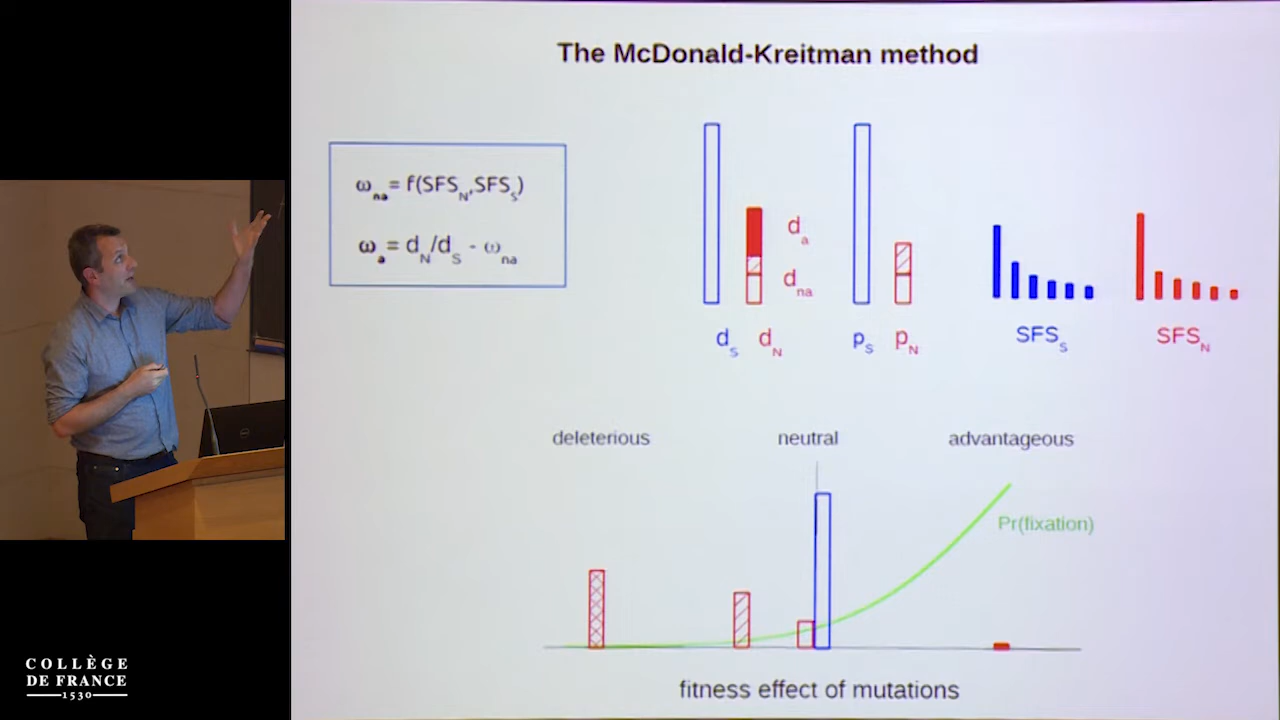 The McDonald-Kreitman method
ω_na = f(SFS_N,SFS_S)
ω_a = d_N/d_S - ω_na
d_a
d_na
d_S d_N p_S p_N SFS_S SFS_N
deleterious neutral advantageous
Pr(fixation)
fitness effect of mutations
COLLÈGE
DE FRANCE
1530